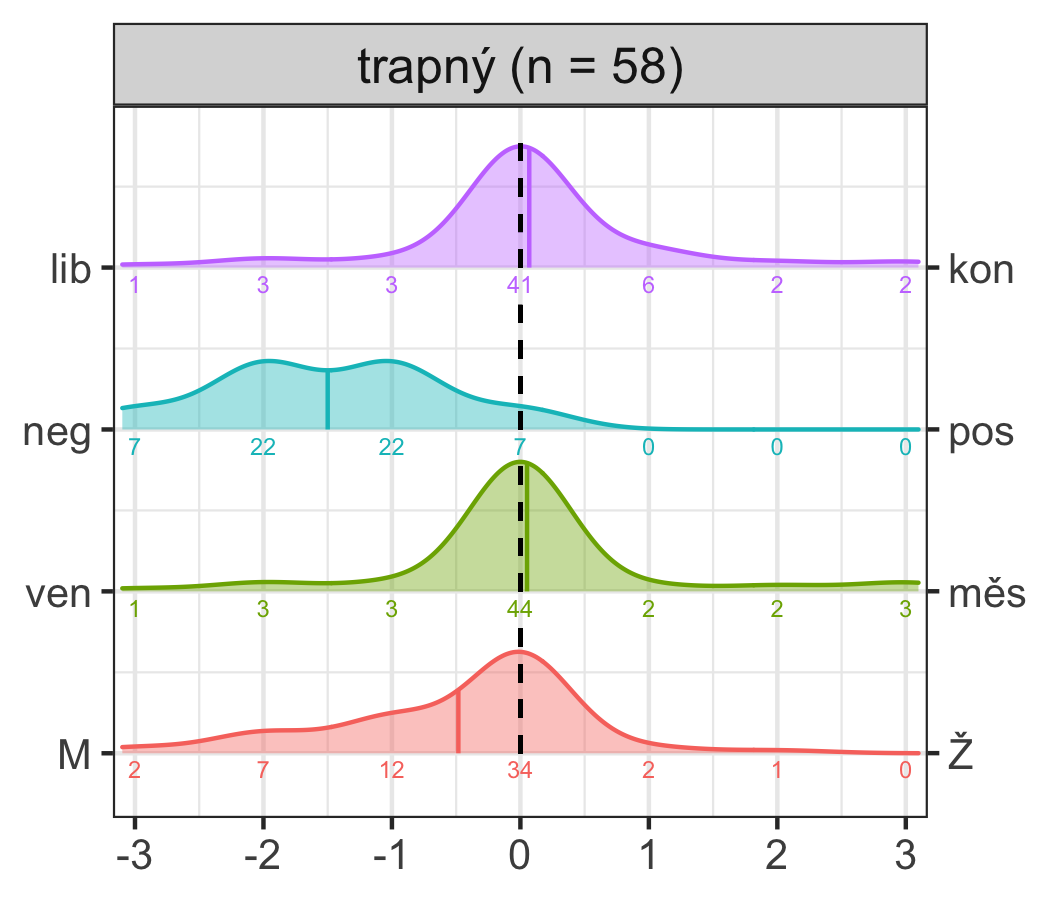 trapný (n = 58)
lib kon
1 3 3 41 6 2 2
neg pos
7 22 22 7 0 0 0
ven měs
1 3 3 44 2 2 3
M Ž
2 7 12 34 2 1 0
-3 -2 -1 0 1 2 3